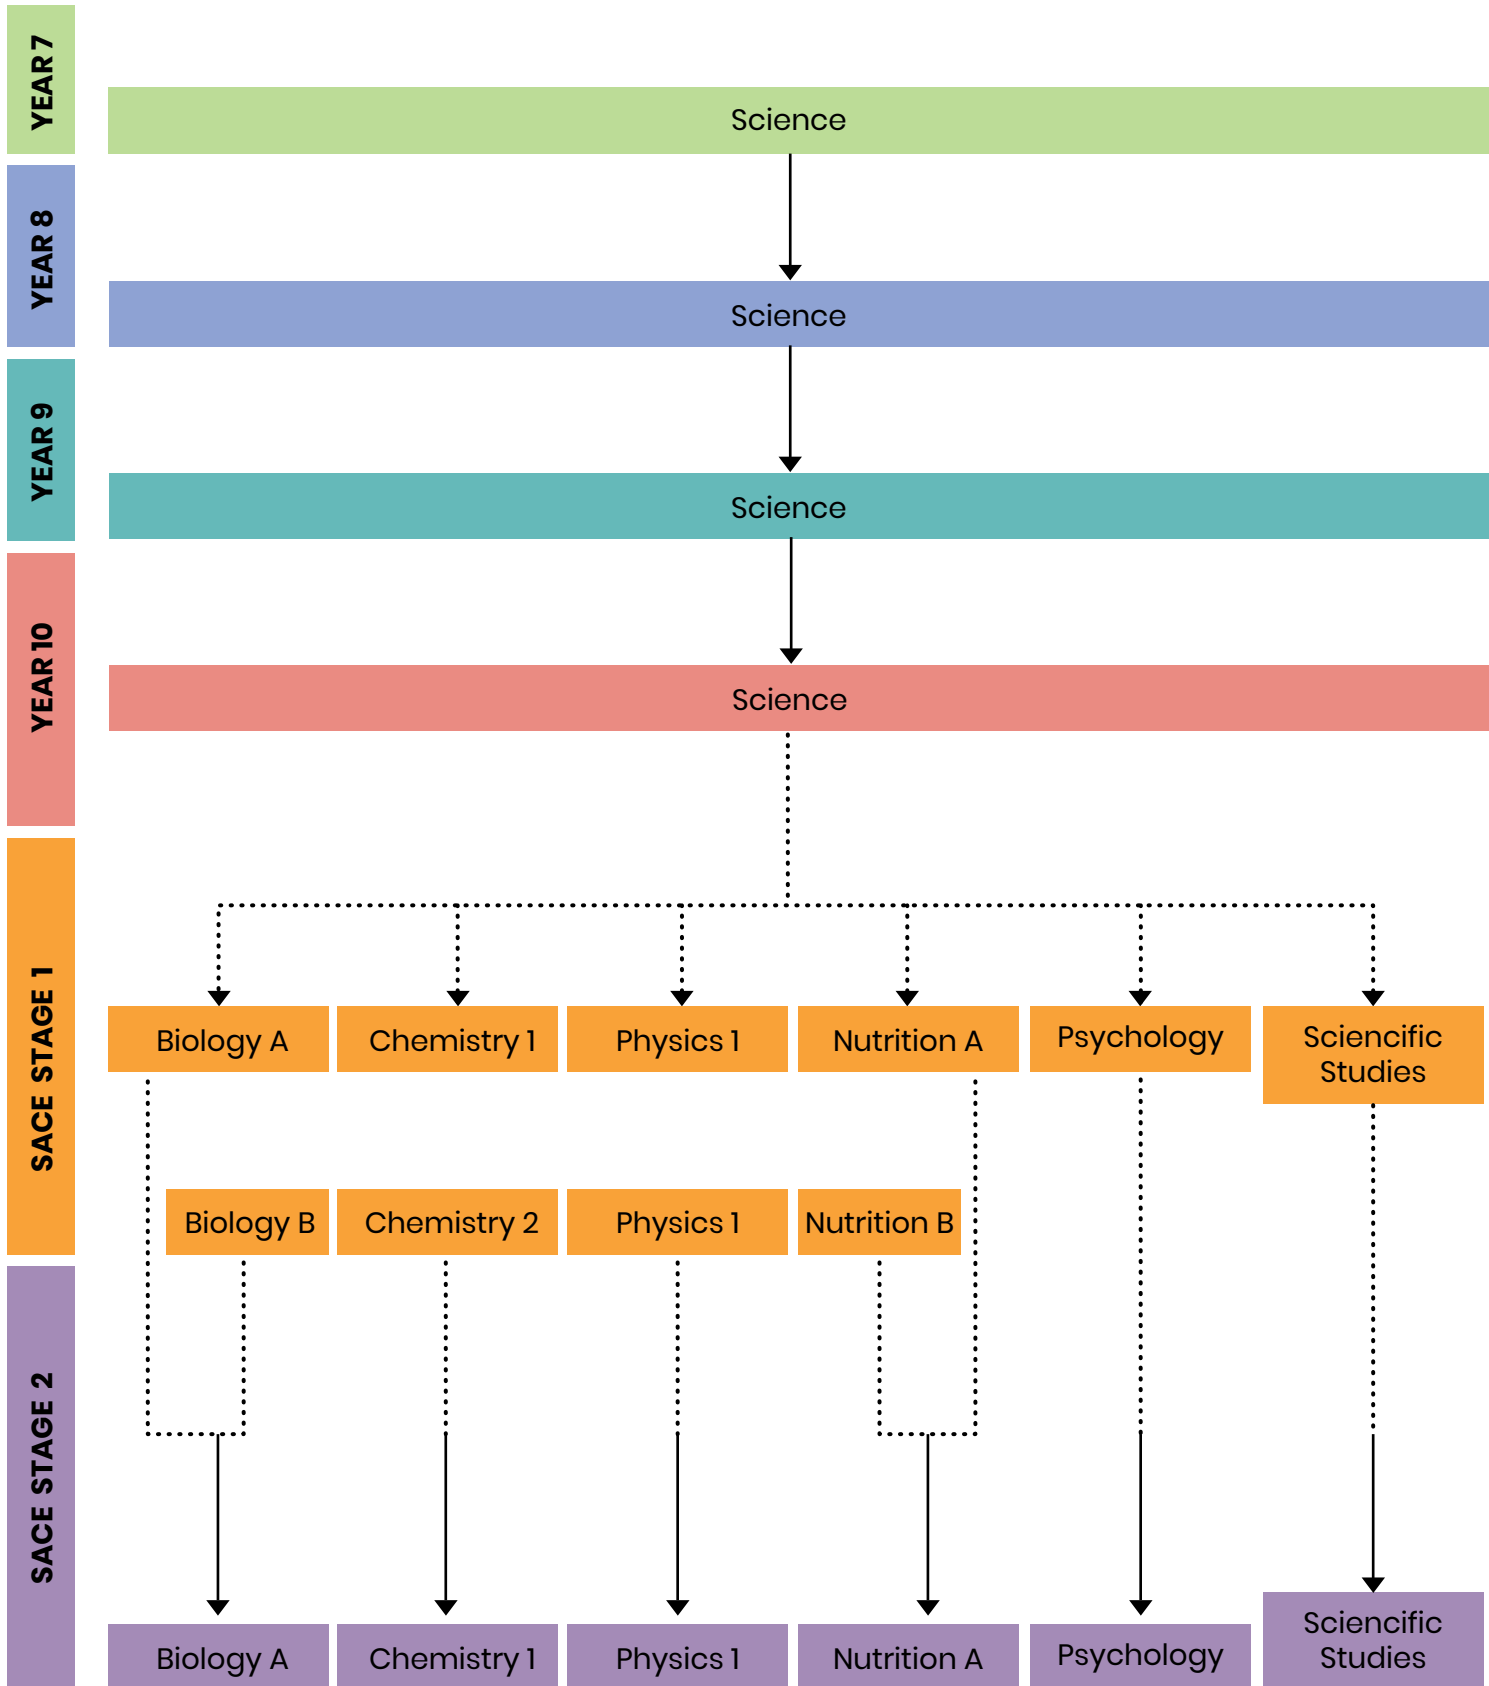 YEAR 7
Science
YEAR 8
Science
YEAR 9
Science
YEAR 10
Science
SACE STAGE 1
Biology A
Chemistry 1
Physics 1
Nutrition A
Psychology
Sciencific
Studies
Biology B
Chemistry 2
Physics 1
Nutrition B
SACE STAGE 2
Biology A
Chemistry 1
Physics 1
Nutrition A
Psychology
Sciencific
Studies